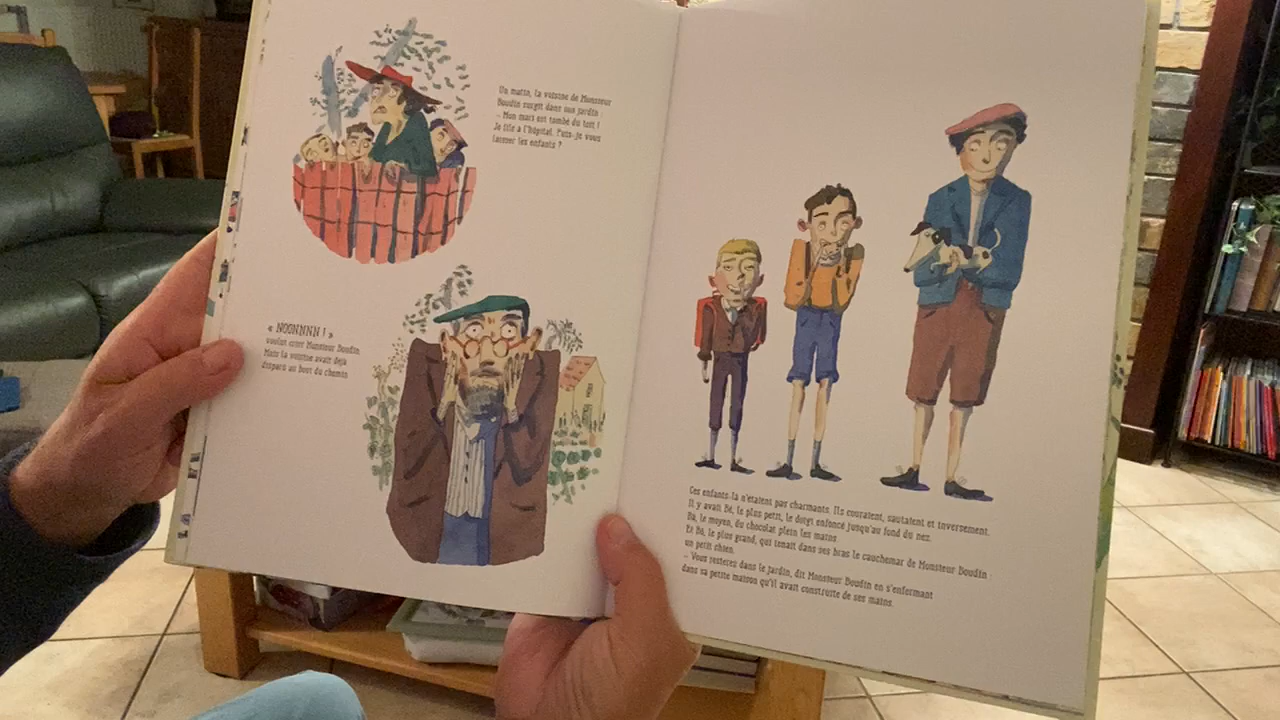 Un matin, la voisine de Monsieur
Boudin surgit dans son jardin :
– Mon mari est tombé du toit !
Je file à l'hôpital. Puis-je vous
laisser les enfants ?
« NOONNNN ! »
voulut crier Monsieur Boudin.
Mais la voisine avait déjà
disparu au bout du chemin.
Ces enfants-là n'étaient pas charmants. Ils couraient, sautaient et inversement.
Il y avait Bé, le plus petit, le doigt enfoncé jusqu'au fond du nez.
Ba, le moyen, du chocolat plein les mains.
Et Bo, le plus grand, qui tenait dans ses bras le cauchemar de Monsieur Boudin :
un petit chien.
– Vous resterez dans le jardin, dit Monsieur Boudin en s'enfermant
dans sa petite maison qu'il avait construite de ses mains.